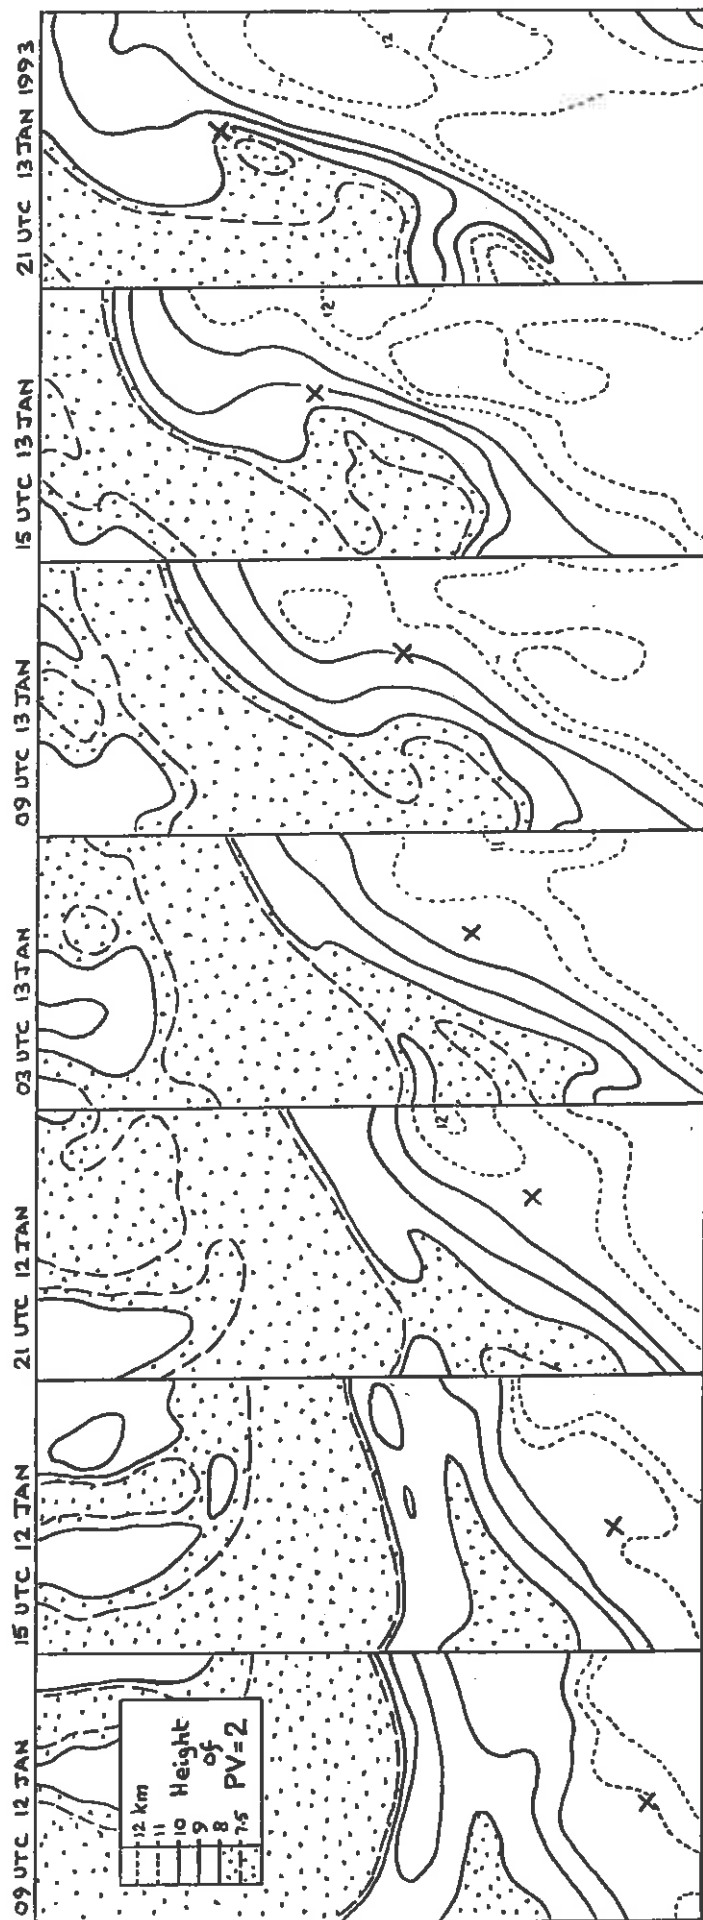 21 UTC 13 JAN 1993
12
11
15 UTC 13 JAN
12
09 UTC 13 JAN
03 UTC 13 JAN
11
21 UTC 12 JAN
12
15 UTC 12 JAN
09 UTC 12 JAN
Height
of
PV=2
12 km
11
10
9
8
7.5